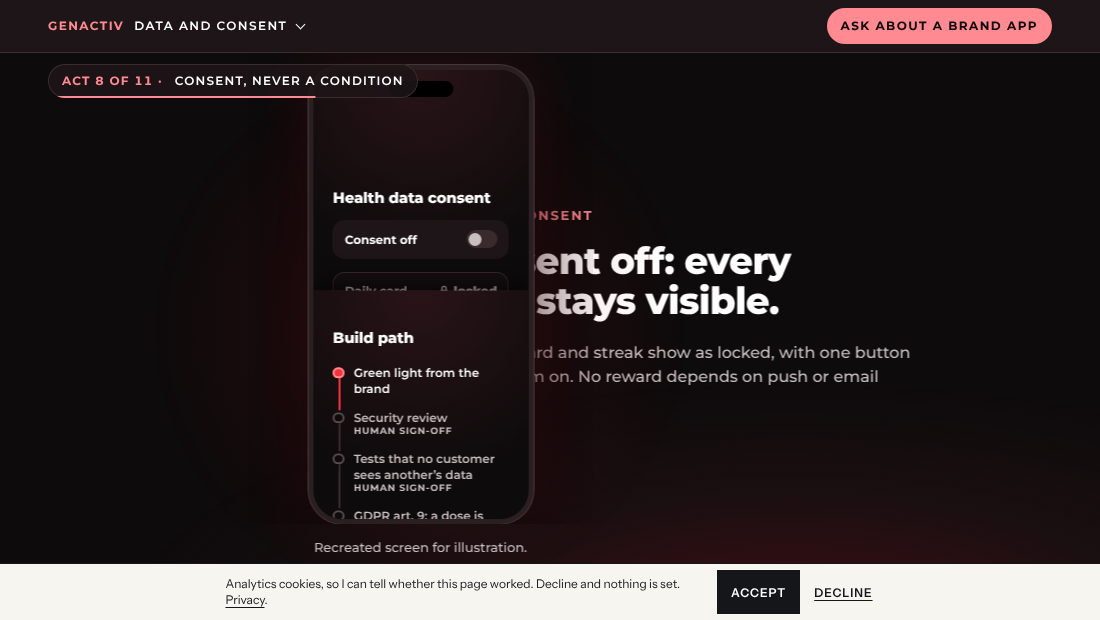 GENACTIV DATA AND CONSENT
ASK ABOUT A BRAND APP
ACT 8 OF 11 · CONSENT, NEVER A CONDITION
Health data consent
Consent off
Daily card locked
Build path
Green light from the
brand
Security review
HUMAN SIGN-OFF
Tests that no customer
sees another’s data
HUMAN SIGN-OFF
GDPR art. 9: a dose is
off: every
stays visible.
and streak show as locked, with one button
on. No reward depends on push or email
Recreated screen for illustration.
Analytics cookies, so I can tell whether this page worked. Decline and nothing is set.
Privacy.
ACCEPT
DECLINE